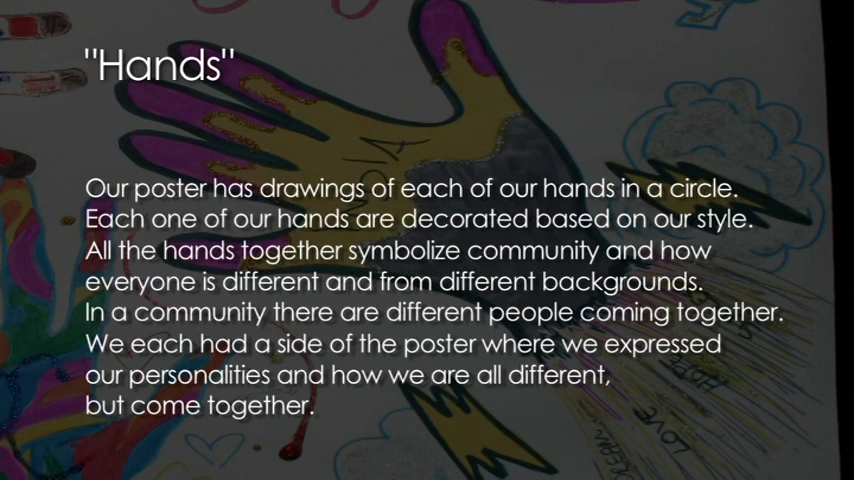 "Hands"
Our poster has drawings of each of our hands in a circle.
Each one of our hands are decorated based on our style.
All the hands together symbolize community and how
everyone is different and from different backgrounds.
In a community there are different people coming together.
We each had a side of the poster where we expressed
our personalities and how we are all different,
but come together.
LOVE